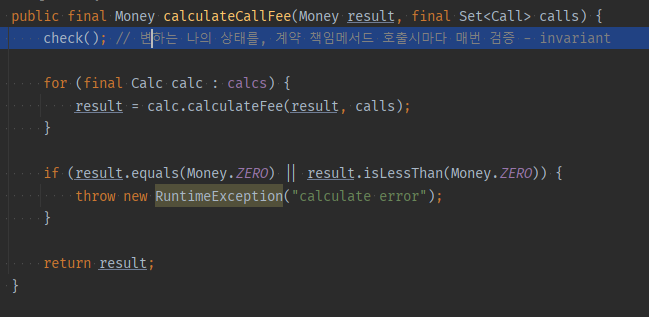 public final Money calculateCallFee(Money result, final Set<Call> calls) {
check(); // 변하는 나의 상태를, 계약 책임메서드 호출시마다 매번 검증 - invariant
for (final Calc calc : calcs) {
result = calc.calculateFee(result, calls);
}
if (result.equals(Money.ZERO) || result.isLessThan(Money.ZERO)) {
throw new RuntimeException("calculate error");
}
return result;
}